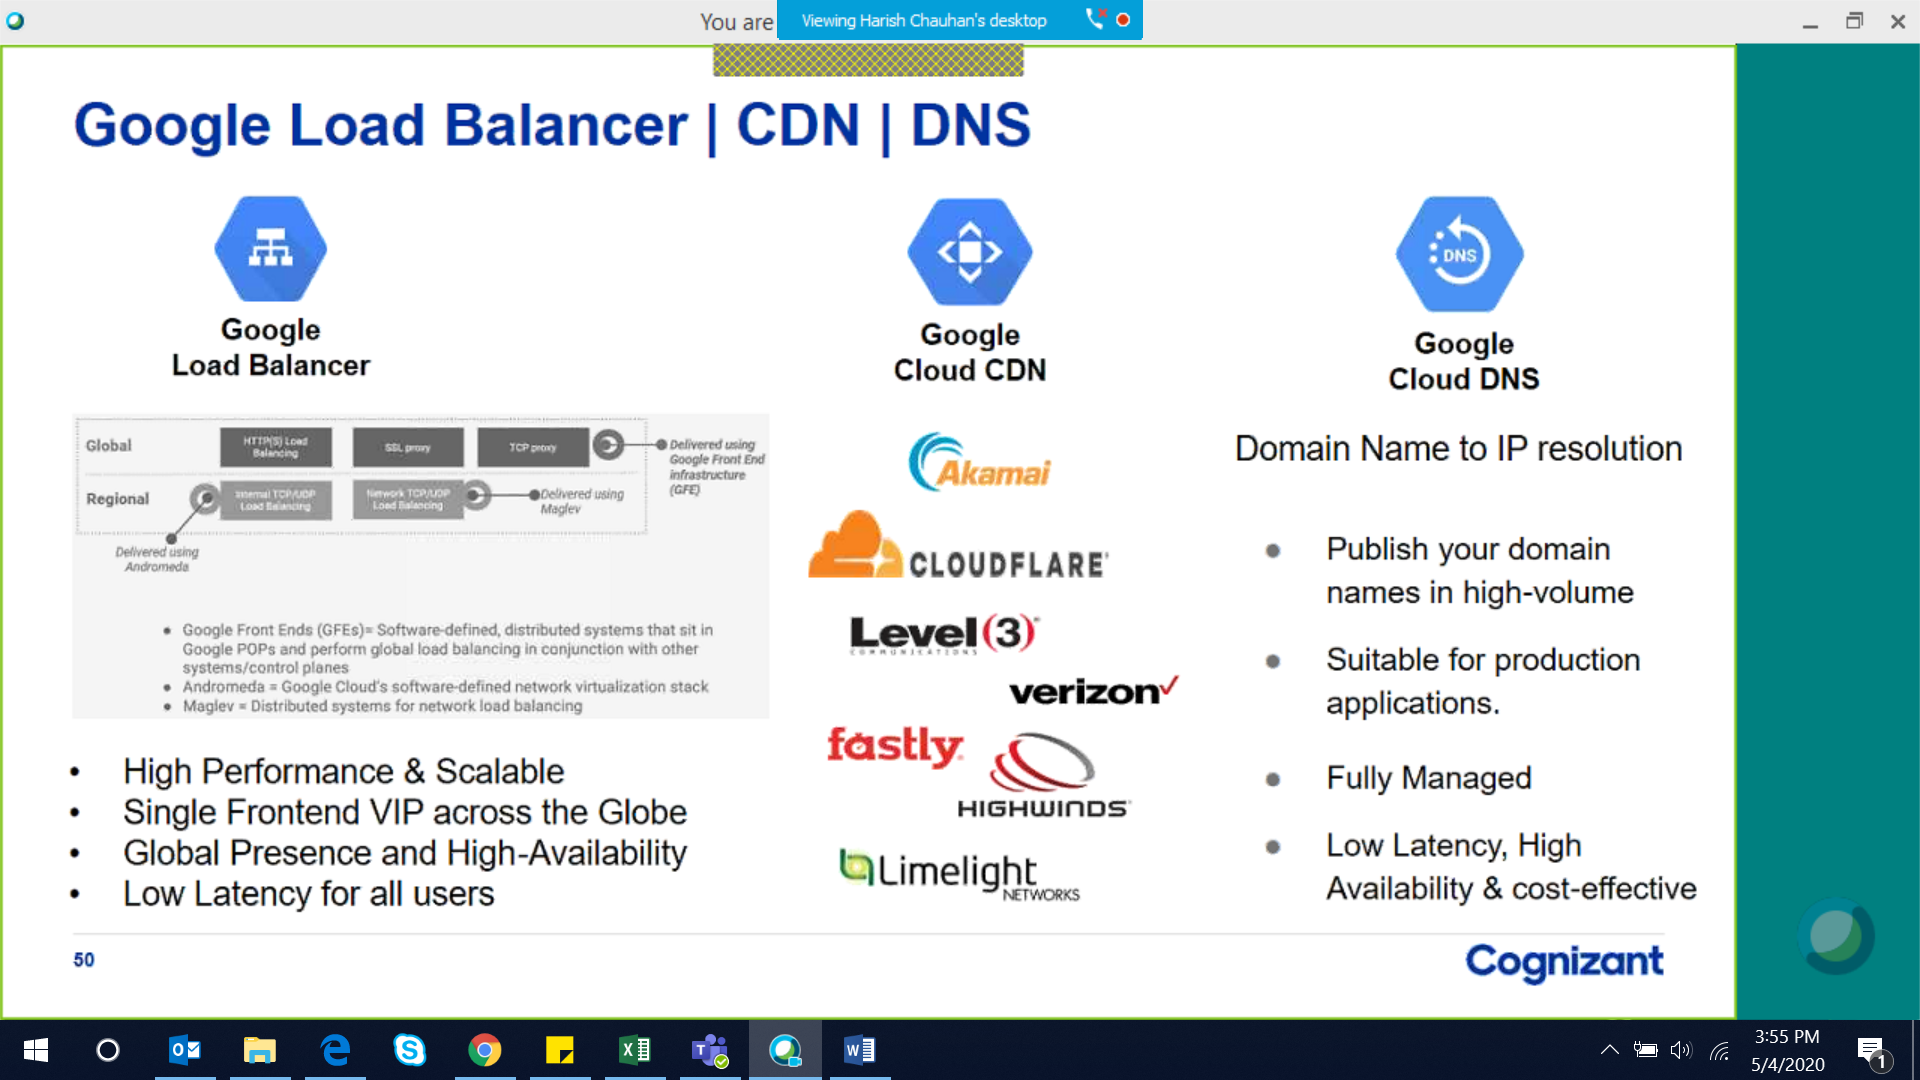 You are
Viewing Harish Chauhan's desktop
Google Load Balancer | CDN | DNS
Google
Load Balancer
Global
HTTP(S) Load
Balancing
SSL proxy
TCP proxy
Delivered using
Google Front End
infrastructure
(GFE)
Regional
Internal TCP/UDP
Load Balancing
Network TCP/UDP
Load Balancing
Delivered using
Maglev
Delivered using
Andromeda
● Google Front Ends (GFEs)= Software-defined, distributed systems that sit in
Google POPs and perform global load balancing in conjunction with other
systems/control planes
● Andromeda = Google Cloud's software-defined network virtualization stack
● Maglev = Distributed systems for network load balancing
• High Performance & Scalable
• Single Frontend VIP across the Globe
• Global Presence and High-Availability
• Low Latency for all users
Google
Cloud CDN
Akamai
CLOUDFLARE
Level (3)
COMMUNICATIONS
verizon
fastly
HIGHWINDS
Limelight
NETWORKS
DNS
Google
Cloud DNS
Domain Name to IP resolution
● Publish your domain
names in high-volume
● Suitable for production
applications.
● Fully Managed
● Low Latency, High
Availability & cost-effective
50
Cognizant
3:55 PM
5/4/2020
1